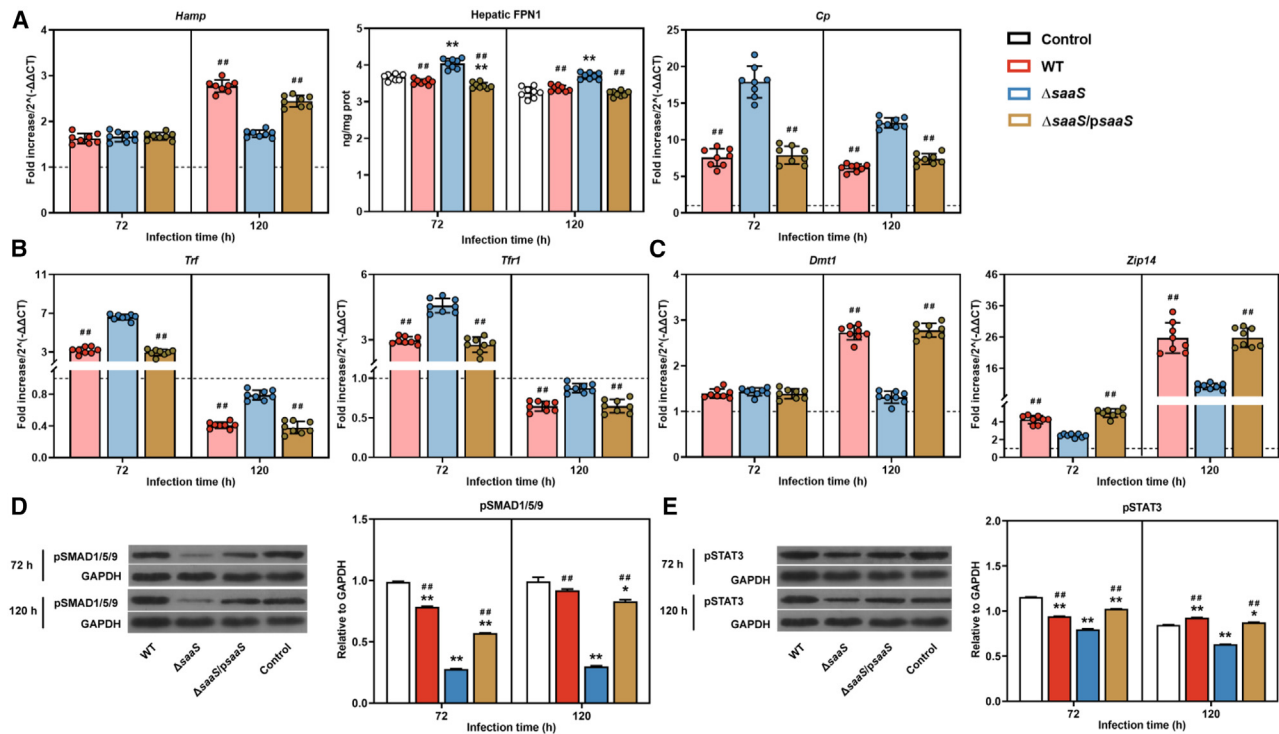 A
Hamp
Fold increase/2^(-ΔΔCT)
4
3
2
1
0
72
120
Infection time (h)
##
##
Hepatic FPN1
ng/mg prot
5
4
3
2
1
0
72
120
Infection time (h)
##
**
##
**
##
**
##
Cp
Fold increase/2^(-ΔΔCT)
25
20
15
10
5
0
72
120
Infection time (h)
##
##
##
##
Control
WT
ΔsaaS
ΔsaaS/psaaS
B
Trf
Fold increase/2^(-ΔΔCT)
11
7
3
0.8
0.4
0.0
72
120
Infection time (h)
##
##
##
##
Tfr1
Fold increase/2^(-ΔΔCT)
6
3
1.0
0.5
0.0
72
120
Infection time (h)
##
##
##
##
C
Dmt1
Fold increase/2^(-ΔΔCT)
4
3
2
1
0
72
120
Infection time (h)
##
##
Zip14
Fold increase/2^(-ΔΔCT)
46
36
26
16
4
2
0
72
120
Infection time (h)
##
##
##
##
D
72 h
pSMAD1/5/9
GAPDH
120 h
pSMAD1/5/9
GAPDH
WT
ΔsaaS
ΔsaaS/psaaS
Control
pSMAD1/5/9
Relative to GAPDH
1.5
1.0
0.5
0.0
72
120
Infection time (h)
##
**
**
##
**
##
**
##
*
E
72 h
pSTAT3
GAPDH
120 h
pSTAT3
GAPDH
WT
ΔsaaS
ΔsaaS/psaaS
Control
pSTAT3
Relative to GAPDH
2.0
1.5
1.0
0.5
0.0
72
120
Infection time (h)
##
**
**
##
**
##
**
**
##
*